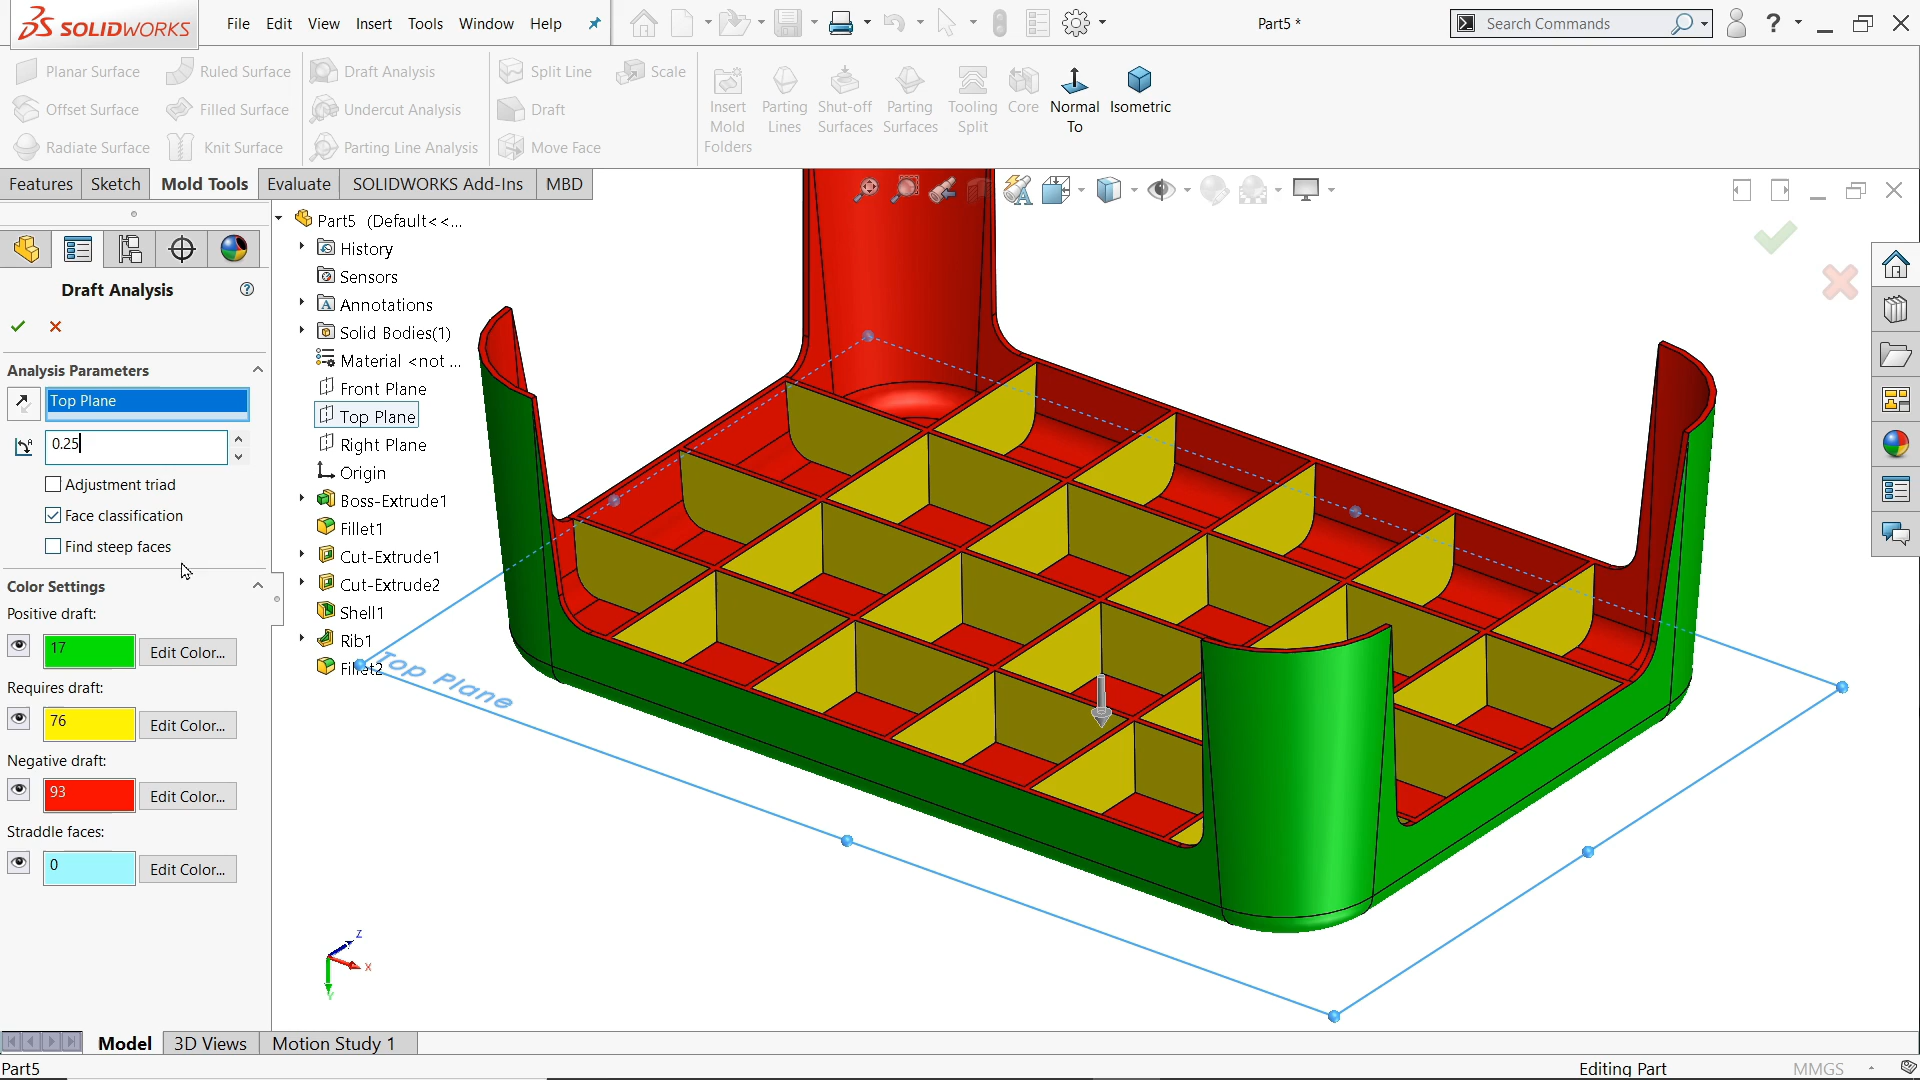 SOLIDWORKS
File Edit View Insert Tools Window Help
Part5 *
Search Commands
?
Planar Surface
Ruled Surface
Draft Analysis
Split Line
Scale
Offset Surface
Filled Surface
Undercut Analysis
Draft
Radiate Surface
Knit Surface
Parting Line Analysis
Move Face
Insert
Mold
Folders
Parting
Lines
Shut-off
Surfaces
Parting
Surfaces
Tooling
Split
Core
Normal
To
Isometric
Features
Sketch
Mold Tools
Evaluate
SOLIDWORKS Add-Ins
MBD
Draft Analysis
Analysis Parameters
Top Plane
0.25
Adjustment triad
Face classification
Find steep faces
Color Settings
Positive draft:
17
Edit Color...
Requires draft:
76
Edit Color...
Negative draft:
93
Edit Color...
Straddle faces:
0
Edit Color...
Part5 (Default<<...
History
Sensors
Annotations
Solid Bodies(1)
Material <not ...
Front Plane
Top Plane
Right Plane
Origin
Boss-Extrude1
Fillet1
Cut-Extrude1
Cut-Extrude2
Shell1
Rib1
Fillet2
Top Plane
Z
X
Y
Model
3D Views
Motion Study 1
Part5
Editing Part
MMGS